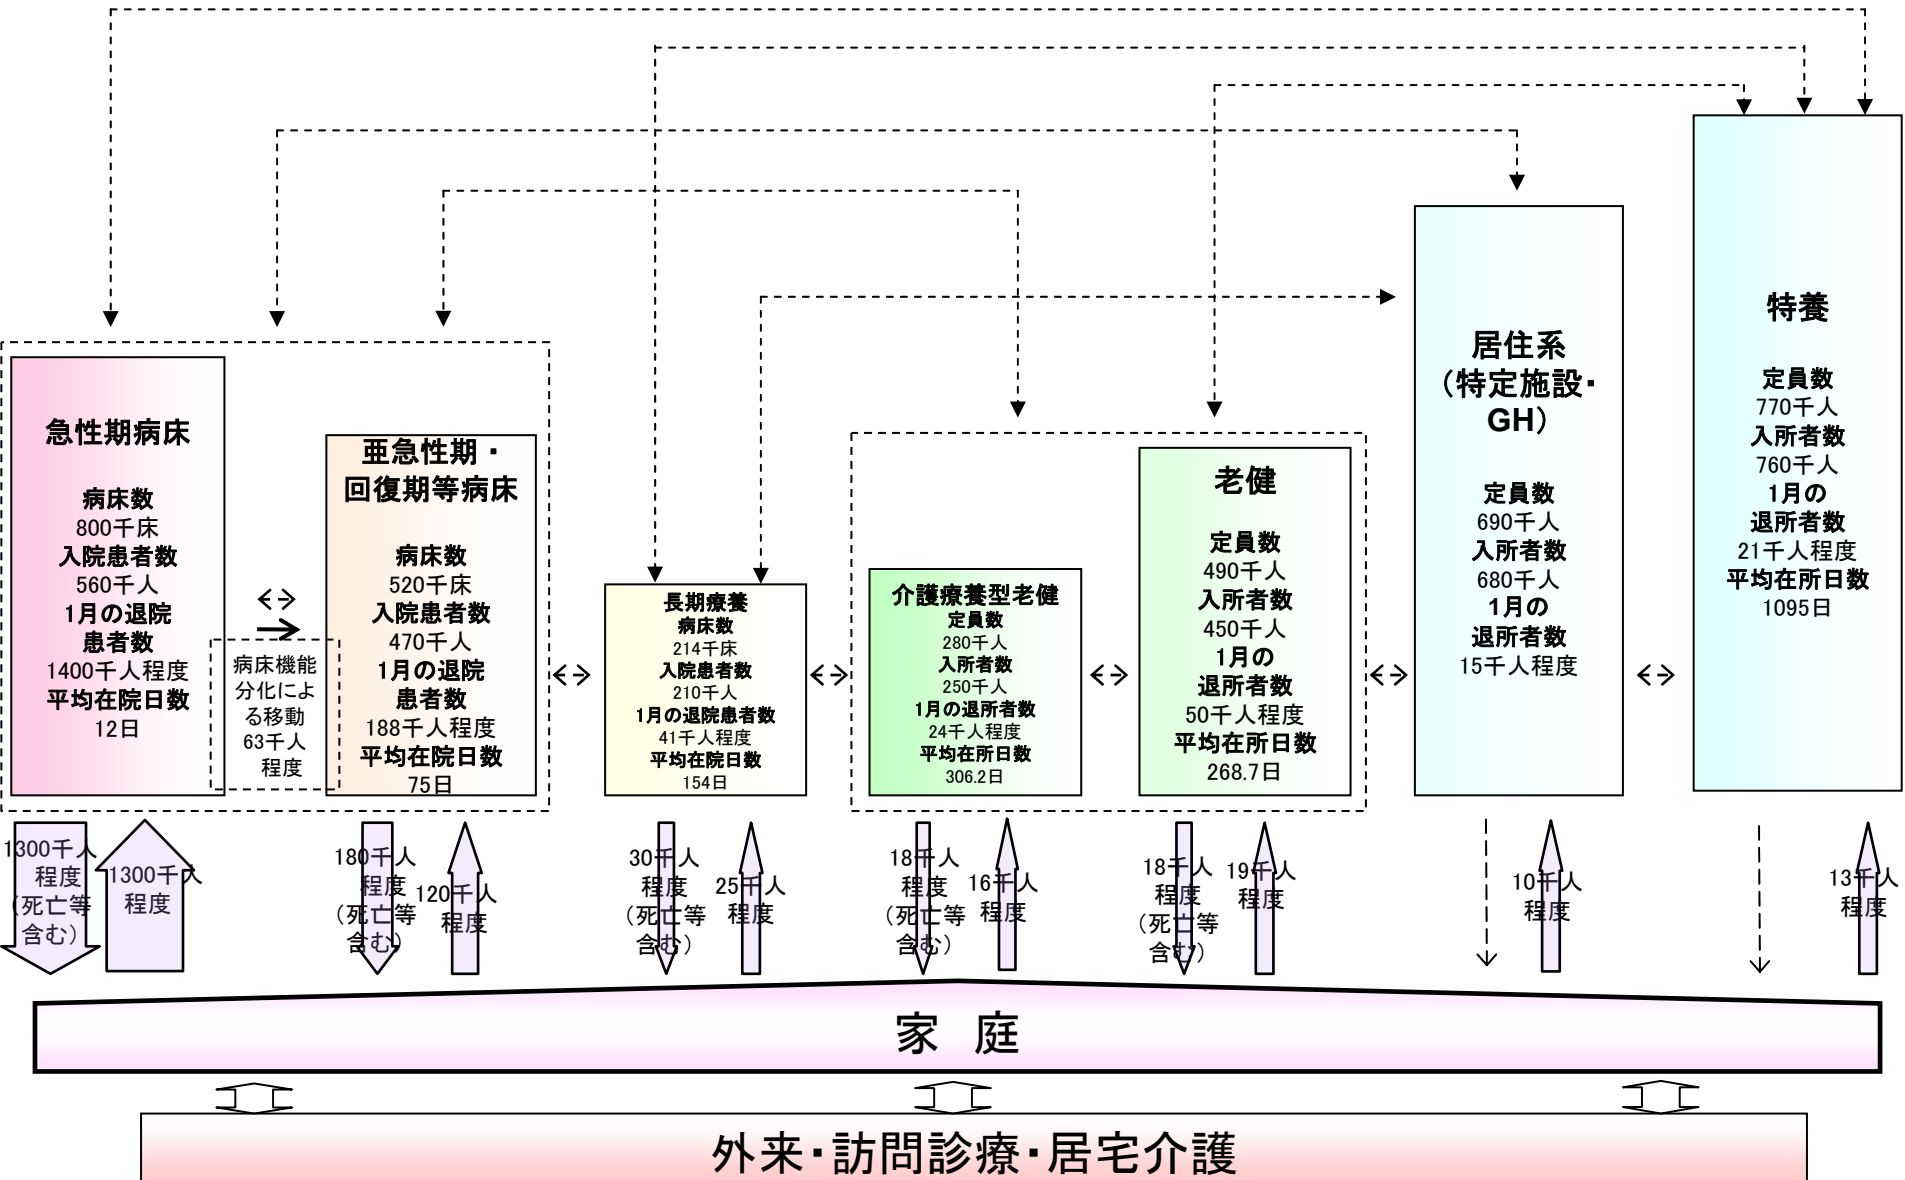 急性期病床
病床数
800千床
入院患者数
560千人
1月の退院
患者数
1400千人程度
平均在院日数
12日
病床機能
分化によ
る移動
63千人
程度
亜急性期・
回復期等病床
病床数
520千床
入院患者数
470千人
1月の退院
患者数
188千人程度
平均在院日数
75日
長期療養
病床数
214千床
入院患者数
210千人
1月の退院患者数
41千人程度
平均在院日数
154日
介護療養型老健
定員数
280千人
入所者数
250千人
1月の退所者数
24千人程度
平均在所日数
306.2日
老健
定員数
490千人
入所者数
450千人
1月の
退所者数
50千人程度
平均在所日数
268.7日
居住系
（特定施設・
GH）
定員数
690千人
入所者数
680千人
1月の
退所者数
15千人程度
特養
定員数
770千人
入所者数
760千人
1月の
退所者数
21千人程度
平均在所日数
1095日
1300千人
程度
（死亡等
含む）
1300千人
程度
180千人
程度
（死亡等
含む）
120千人
程度
30千人
程度
（死亡等
含む）
25千人
程度
18千人
程度
（死亡等
含む）
16千人
程度
18千人
程度
（死亡等
含む）
19千人
程度
10千人
程度
13千人
程度
家 庭
外来・訪問診療・居宅介護